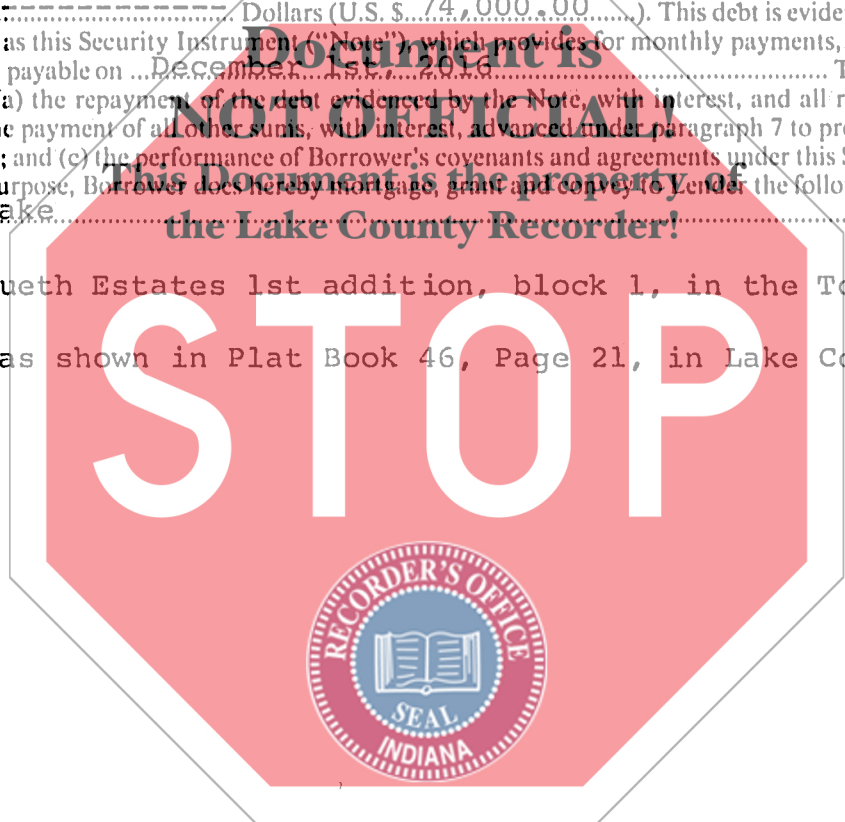 Dollars (U.S. $ 74,000.00 ). This debt is evide
as this Security Instrument ("Note"), which provides for monthly payments,
Document is
payable on December 1st, 2016 T
(a) the repayment of the debt evidenced by the Note, with interest, and all r
NOT OFFICIAL!
payment of all other sums, with interest, advanced under paragraph 7 to pro
; and (c) the performance of Borrower's covenants and agreements under this S
This Document is the property of
urpose, Borrower does hereby mortgage, grant and convey to Lender the follo
ake
the Lake County Recorder!
ueth Estates 1st addition, block 1, in the To
as shown in Plat Book 46, Page 21, in Lake Co
STOP
RECORDER'S OFFICE
SEAL
INDIANA